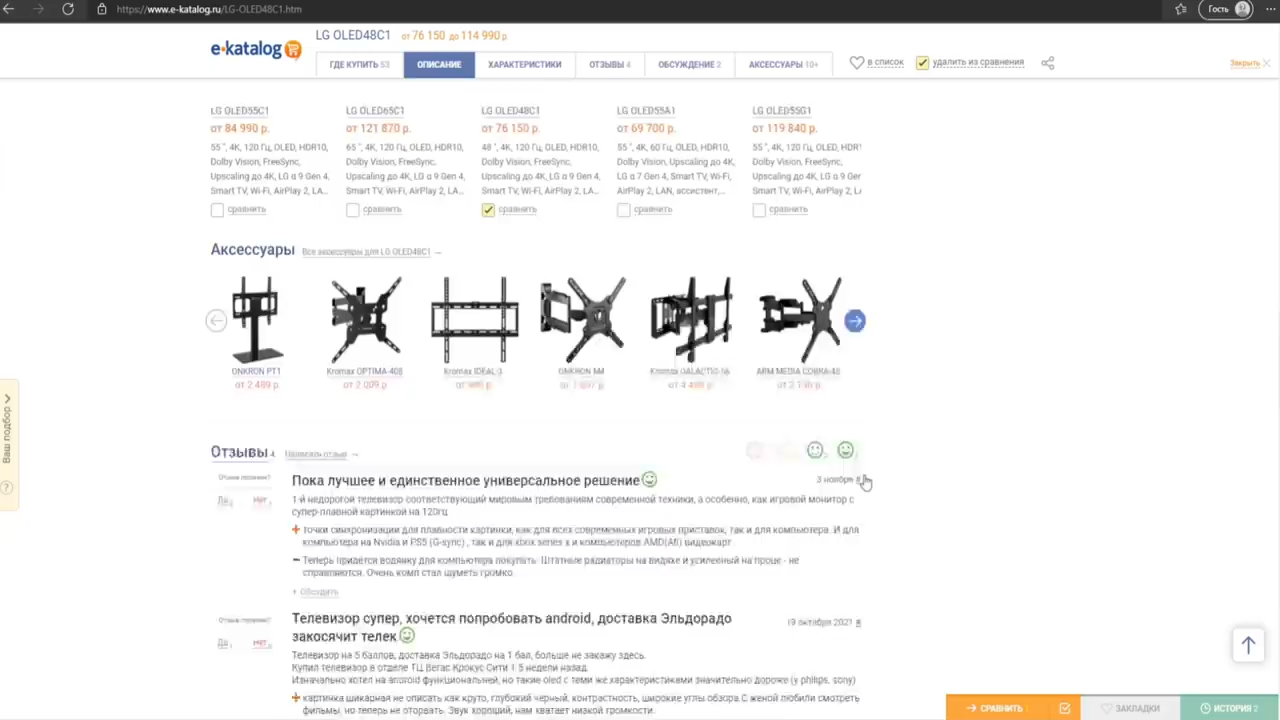 https://www.e-katalog.ru/LG-OLED48C1.htm
Гость
e-katalog
LG OLED48C1 от 76 150 до 114 990 р.
ГДЕ КУПИТЬ 53
ОПИСАНИЕ
ХАРАКТЕРИСТИКИ
ОТЗЫВЫ 4
ОБСУЖДЕНИЕ 2
АКСЕССУАРЫ 10+
в список
удалить из сравнения
Закрыть
LG OLED55C1
от 84 990 р.
55 ", 4K, 120 Гц, OLED, HDR10,
Dolby Vision, FreeSync,
Upscaling до 4K, LG α 9 Gen 4,
Smart TV, Wi-Fi, AirPlay 2, LA...
сравнить
LG OLED65C1
от 121 870 р.
65 ", 4K, 120 Гц, OLED, HDR10,
Dolby Vision, FreeSync,
Upscaling до 4K, LG α 9 Gen 4,
Smart TV, Wi-Fi, AirPlay 2, LA...
сравнить
LG OLED48C1
от 76 150 р.
48 ", 4K, 120 Гц, OLED, HDR10,
Dolby Vision, FreeSync,
Upscaling до 4K, LG α 9 Gen 4,
Smart TV, Wi-Fi, AirPlay 2, LA...
сравнить
LG OLED55A1
от 69 700 р.
55 ", 4K, 60 Гц, OLED, HDR10,
Dolby Vision, Upscaling до 4K,
LG α 7 Gen 4, Smart TV, Wi-Fi,
AirPlay 2, LAN, ассистент,...
сравнить
LG OLED55G1
от 119 840 р.
55 ", 4K, 120 Гц, OLED, HDR1
Dolby Vision, FreeSync,
Upscaling до 4K, LG α 9 Ger
Smart TV, Wi-Fi, AirPlay 2, LA
сравнить
Аксессуары Все аксессуары для LG OLED48C1 →
ONKRON PT1
от 2 489 р.
Kromax OPTIMA-408
от 2 009 р.
Kromax IDEAL-3
ONKRON M4
Kromax GALACTIC-56
ARM MEDIA COBRA-43
Ваш подбор
Отзывы 4 Написать отзыв →
Отзыв полезен?
Да Нет
Пока лучшее и единственное универсальное решение
3 ноября
1-й недорогой телевизор соответствующий мировым требованиям современной техники, а особенно, как игровой монитор с
супер-плавной картинкой на 120гц
+ точки синхронизации для плавности картинки, как для всех современных игровых приставок, так и для компьютера. И для
компьютера на Nvidia и PS5 (G-sync) , так и для xbox series x и компьютеров AMD(Ati) видеокарт
− Теперь придётся водянку для компьютера покупать. Штатные радиаторы на видяхе и усиленный на проце - не
справляются. Очень комп стал шуметь громко.
+ Обсудить
Отзыв полезен?
Да Нет
Телевизор супер, хочется попробовать android, доставка Эльдорадо
закосячит телек
19 октября 2021 #
Телевизор на 5 баллов, доставка Эльдорадо на 1 бал, больше не закажу здесь.
Купил телевизор в отделе ТЦ Вегас Крокус Сити 1.5 недели назад.
Изначально хотел на android функциональней, но такие oled с теми же характеристиками значительно дороже (у philips, sony)
+ картинка шикарная не описать как круто, глубокий черный, контрастность, широкие углы обзора.С женой любили смотреть
фильмы, но теперь не оторвать. Звук хороший, нам хватает низкой громкости.
СРАВНИТЬ
ЗАКЛАДКИ
ИСТОРИЯ 2